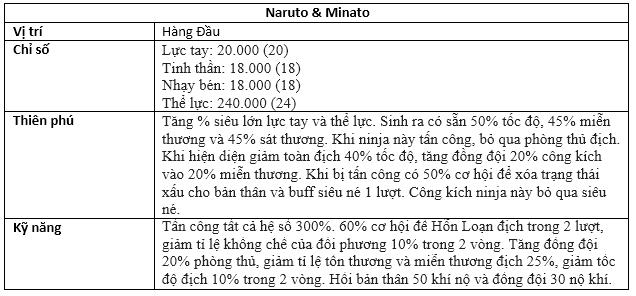 Naruto & Minato
Vị trí
Hàng Đầu
Chỉ số
Lực tay: 20.000 (20)
Tinh thần: 18.000 (18)
Nhạy bén: 18.000 (18)
Thể lực: 240.000 (24)
Thiên phú
Tăng % siêu lớn lực tay và thể lực. Sinh ra có sẵn 50% tốc độ, 45% miễn
thương và 45% sát thương. Khi ninja này tấn công, bỏ qua phòng thủ địch.
Khi hiện diện giảm toàn địch 40% tốc độ, tăng đồng đội 20% công kích
vào 20% miễn thương. Khi bị tấn công có 50% cơ hội để xóa trạng thái
xấu cho bản thân và buff siêu né 1 lượt. Công kích ninja này bỏ qua siêu
né.
Kỹ năng
Tấn công tất cả hệ số 300%. 60% cơ hội để Hỗn Loạn địch trong 2 lượt,
giảm tỉ lệ không chế của đối phương 10% trong 2 vòng. Tăng đồng đội
20% phòng thủ, giảm tỉ lệ tổn thương và miễn thương địch 25%, giảm tốc
độ địch 10% trong 2 vòng. Hồi bản thân 50 khí nộ và đồng đội 30 nộ khí.